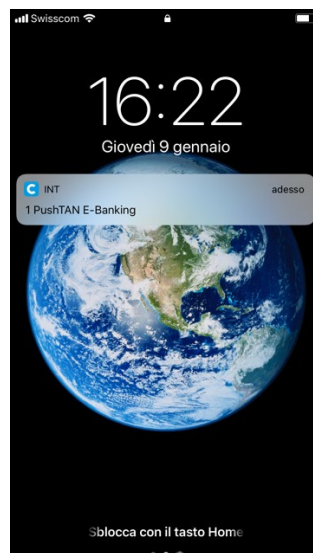 Swisscom
16:22
Giovedì 9 gennaio
C INT adesso
1 PushTAN E-Banking
Sblocca con il tasto Home